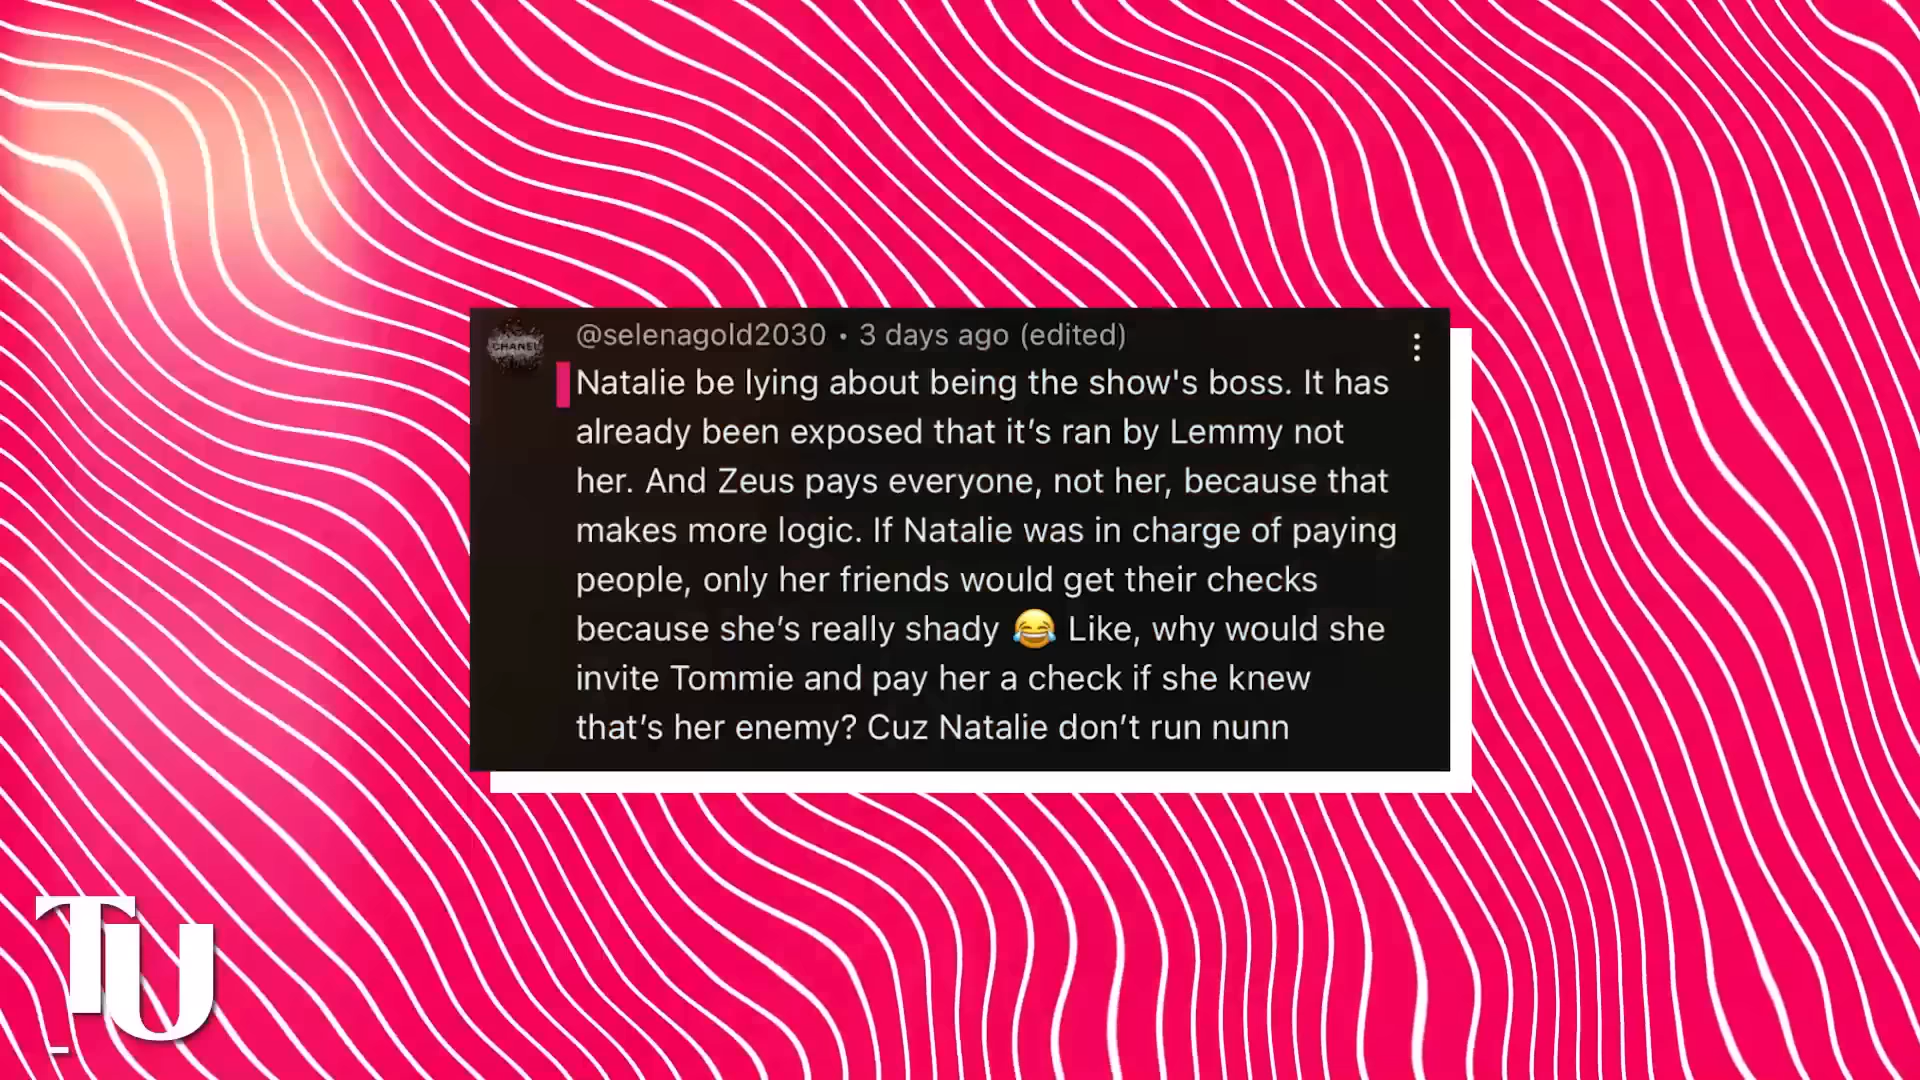 CHANEL
@selenagold2030 • 3 days ago (edited)
Natalie be lying about being the show's boss. It has
already been exposed that it’s ran by Lemmy not
her. And Zeus pays everyone, not her, because that
makes more logic. If Natalie was in charge of paying
people, only her friends would get their checks
because she’s really shady 😂 Like, why would she
invite Tommie and pay her a check if she knew
that’s her enemy? Cuz Natalie don’t run nunn
TU